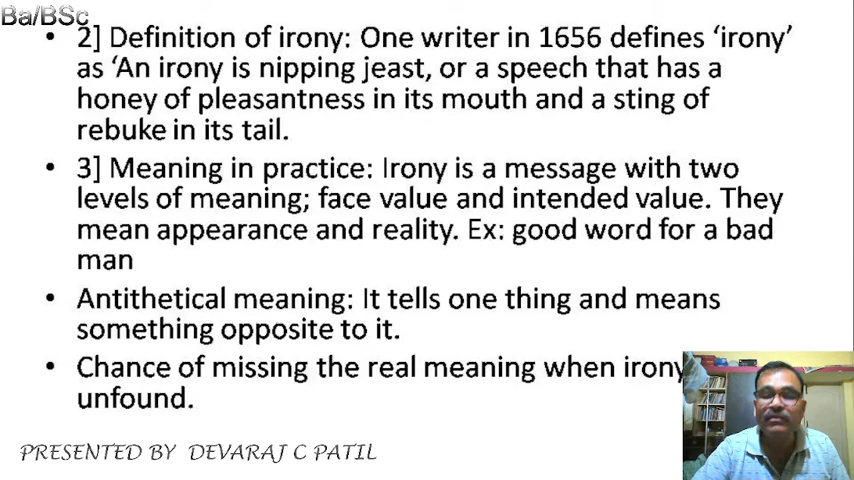 Ba/BSc
• 2] Definition of irony: One writer in 1656 defines ‘irony’
as ‘An irony is nipping jeast, or a speech that has a
honey of pleasantness in its mouth and a sting of
rebuke in its tail.
• 3] Meaning in practice: Irony is a message with two
levels of meaning; face value and intended value. They
mean appearance and reality. Ex: good word for a bad
man
• Antithetical meaning: It tells one thing and means
something opposite to it.
• Chance of missing the real meaning when irony
unfound.
PRESENTED BY DEVARAJ C PATIL